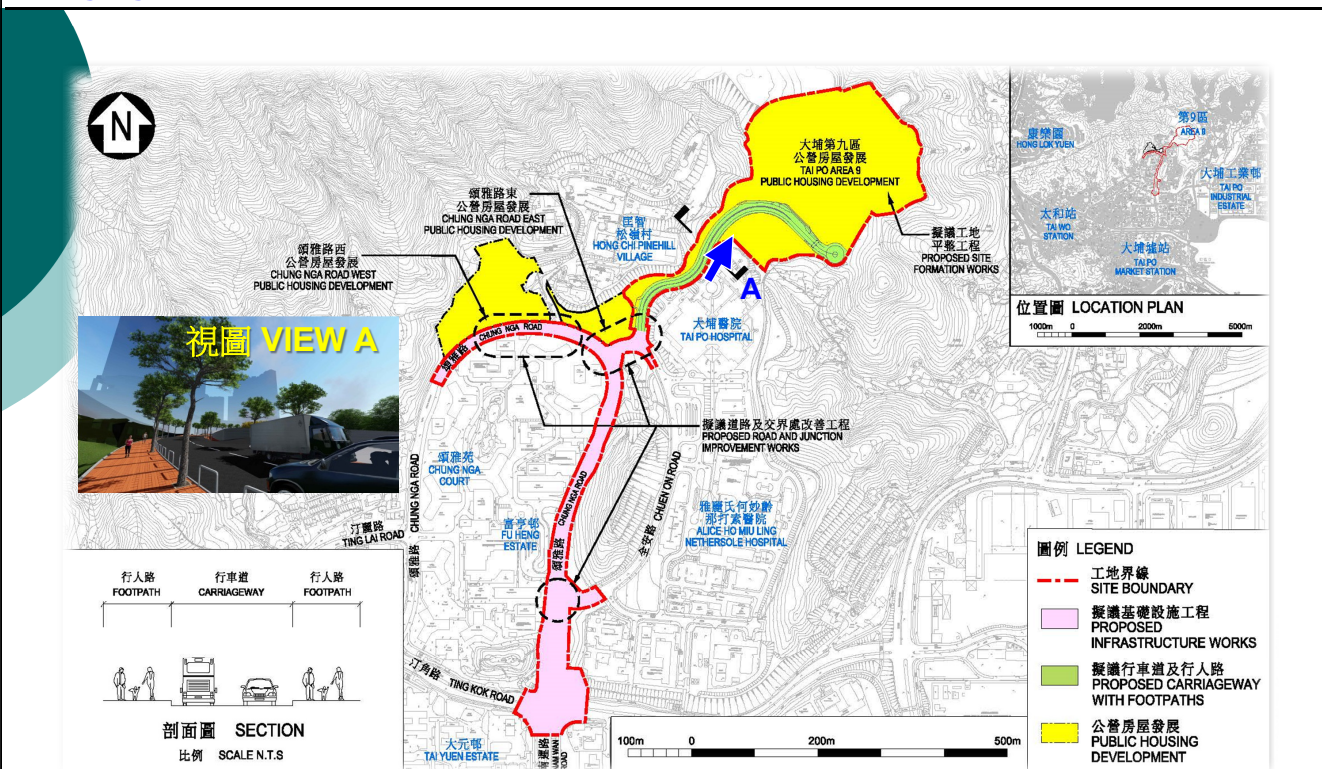 N
大埔第九區
公營房屋發展
TAI PO AREA 9
PUBLIC HOUSING DEVELOPMENT
頌雅路東
公營房屋發展
CHUNG NGA ROAD EAST
PUBLIC HOUSING DEVELOPMENT
匡智
松嶺村
HONG CHI PINEHILL
VILLAGE
頌雅路西
公營房屋發展
CHUNG NGA ROAD WEST
PUBLIC HOUSING DEVELOPMENT
擬議工地
平整工程
PROPOSED SITE
FORMATION WORKS
A
大埔醫院
TAI PO HOSPITAL
頌雅路 CHUNG NGA ROAD
視圖 VIEW A
擬議道路及交界處改善工程
PROPOSED ROAD AND JUNCTION
IMPROVEMENT WORKS
頌雅苑
CHUNG NGA
COURT
頌雅路 CHUNG NGA ROAD
富亨邨
FU HENG
ESTATE
頌雅路 CHUNG NGA ROAD
全安路 CHUEN ON ROAD
雅麗氏何妙齡
那打素醫院
ALICE HO MIU LING
NETHERSOLE HOSPITAL
汀麗路
TING LAI ROAD
汀角路 TING KOK ROAD
大元邨
TAI YUEN ESTATE
第9區
AREA 9
康樂園
HONG LOK YUEN
大埔工業邨
TAI PO
INDUSTRIAL
ESTATE
太和站
TAI WO
STATION
大埔墟站
TAI PO
MARKET STATION
位置圖 LOCATION PLAN
1000m 0 2000m 5000m
行人路 行車道 行人路
FOOTPATH CARRIAGEWAY FOOTPATH
剖面圖 SECTION
比例 SCALE N.T.S
100m 0 200m 500m
圖例 LEGEND
工地界線
SITE BOUNDARY
擬議基礎設施工程
PROPOSED
INFRASTRUCTURE WORKS
擬議行車道及行人路
PROPOSED CARRIAGEWAY
WITH FOOTPATHS
公營房屋發展
PUBLIC HOUSING
DEVELOPMENT